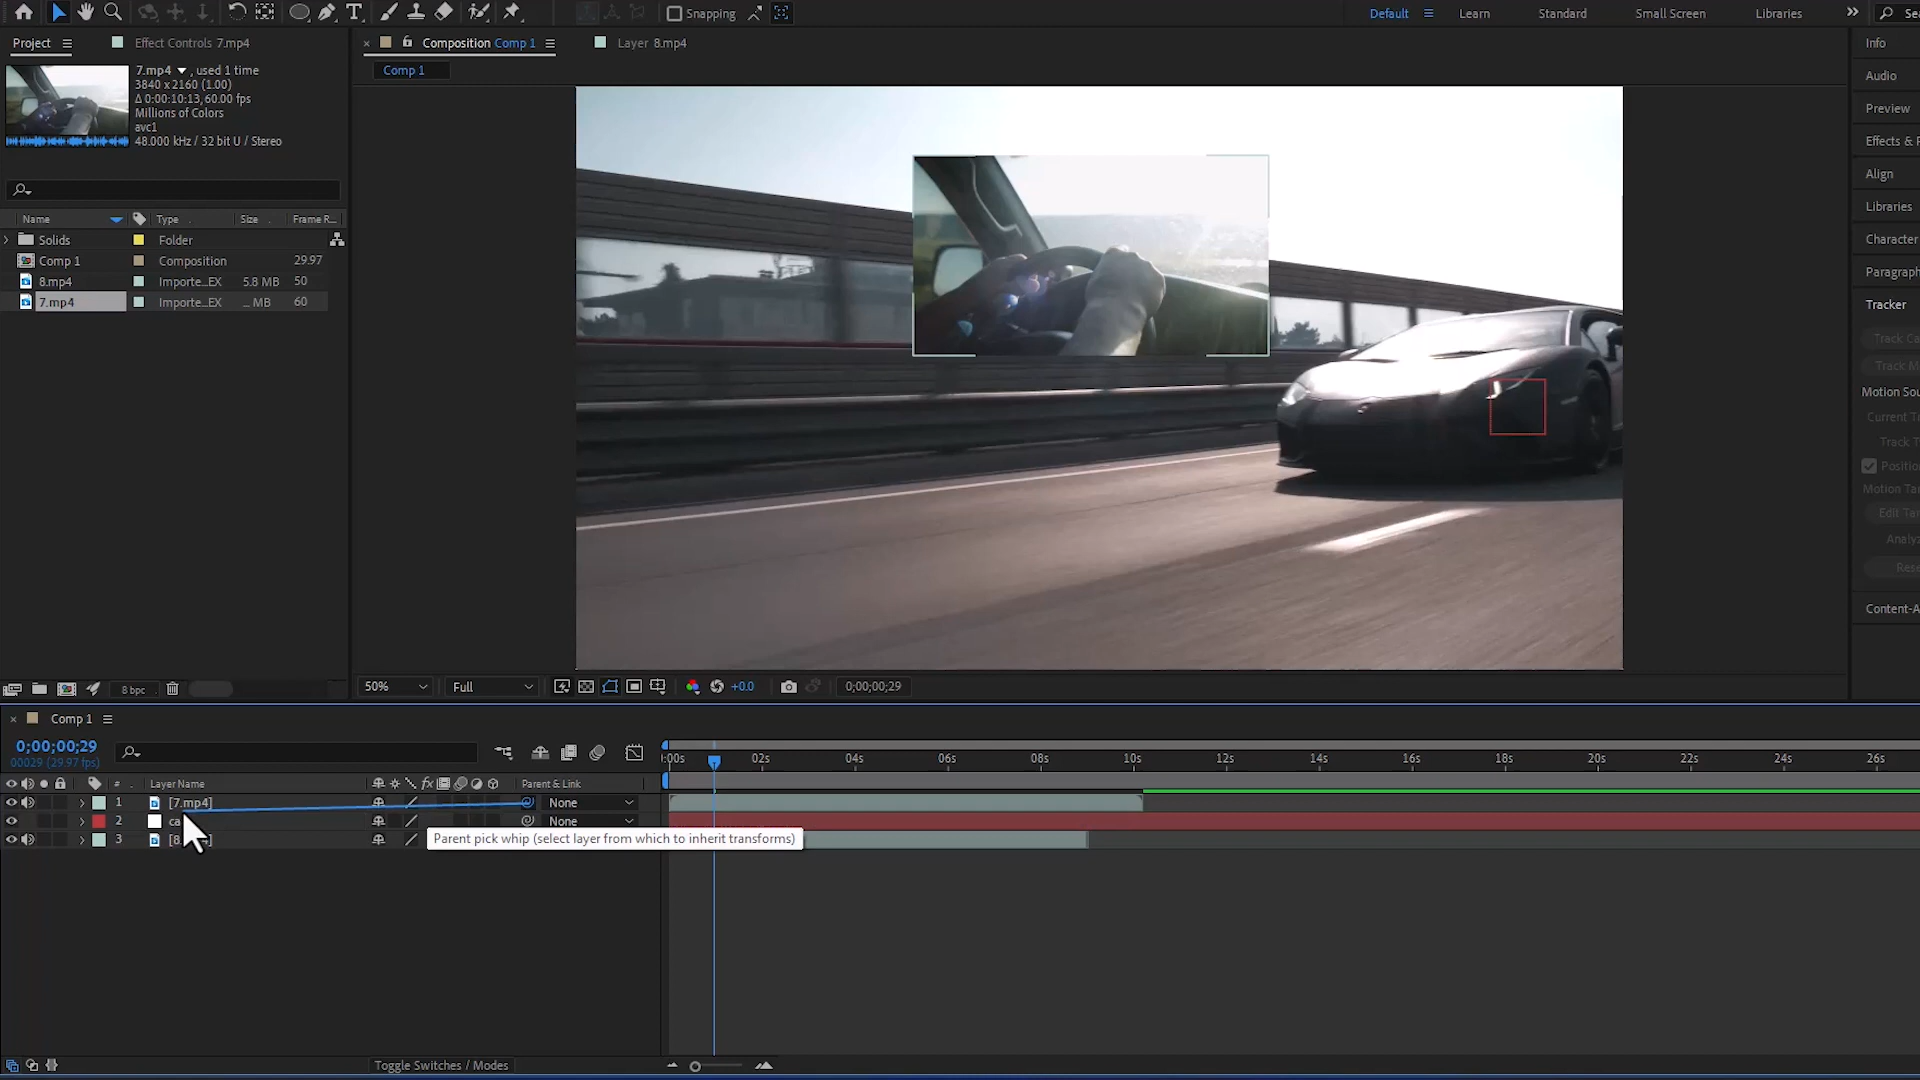 Snapping
Default
Learn
Standard
Small Screen
Libraries
Se
Project
Effect Controls 7.mp4
Composition Comp 1
Layer 8.mp4
Info
Comp 1
7.mp4 , used 1 time
3840 x 2160 (1.00)
Δ 0:00:10:13, 60.00 fps
Millions of Colors
avc1
48.000 kHz / 32 bit U / Stereo
Audio
Preview
Effects & P
Align
Libraries
Character
Paragraph
Tracker
Track Ca
Track M
Motion Sou
Current T
Track T
Positio
Motion Tar
Edit Tar
Analyz
Rese
Content-A
Name Type Size Frame R...
Solids Folder
Comp 1 Composition 29.97
8.mp4 Importe...EX 5.8 MB 50
7.mp4 Importe...EX ... MB 60
8 bpc
50%
Full
+0.0
0;00;00;29
Comp 1
0;00;00;29
00029 (29.97 fps)
:00s 02s 04s 06s 08s 10s 12s 14s 16s 18s 20s 22s 24s 26s
# Layer Name fx Parent & Link
1 [7.mp4] None
2 ca None
3 [8
Parent pick whip (select layer from which to inherit transforms)
Toggle Switches / Modes